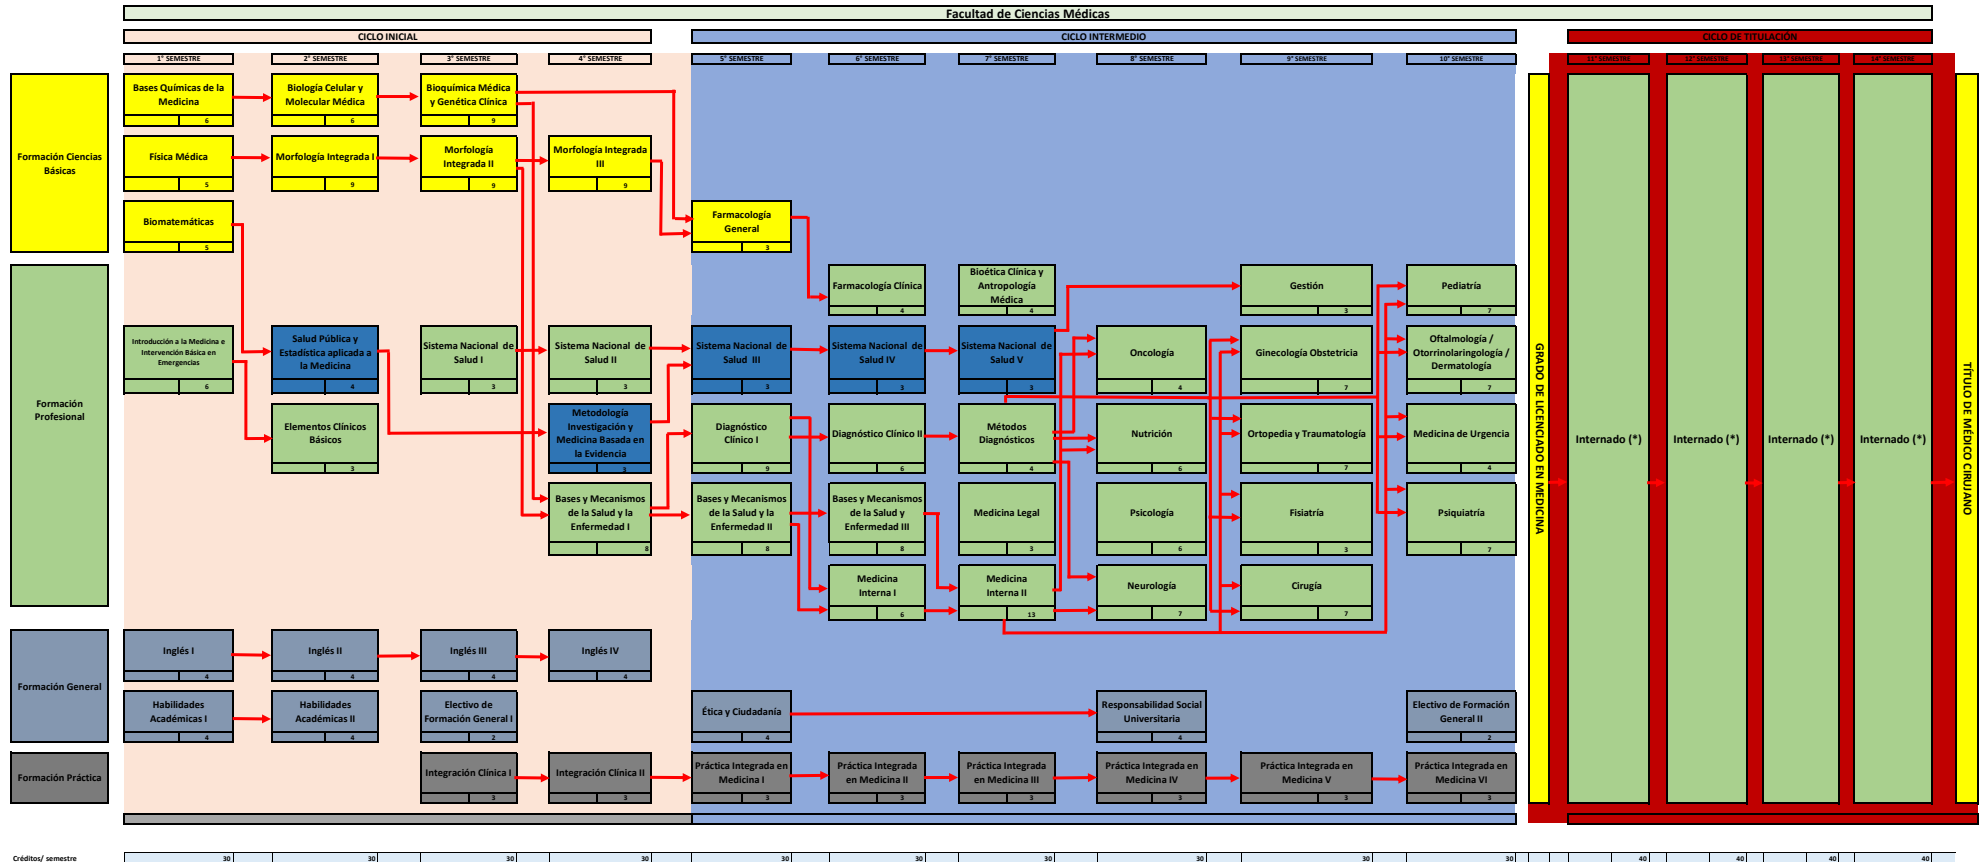 Facultad de Ciencias Médicas
CICLO INICIAL
CICLO INTERMEDIO
CICLO DE TITULACIÓN
1° SEMESTRE
2° SEMESTRE
3° SEMESTRE
4° SEMESTRE
5° SEMESTRE
6° SEMESTRE
7° SEMESTRE
8° SEMESTRE
9° SEMESTRE
10° SEMESTRE
11° SEMESTRE
12° SEMESTRE
13° SEMESTRE
14° SEMESTRE
Formación Ciencias
Básicas
Bases Químicas de la
Medicina
6
Biología Celular y
Molecular Médica
6
Bioquímica Médica
y Genética Clínica
9
Física Médica
5
Morfología Integrada I
9
Morfología
Integrada II
9
Morfología Integrada
III
9
Biomatemáticas
5
Farmacología
General
3
Formación
Profesional
Farmacología Clínica
4
Bioética Clínica y
Antropología
Médica
4
Gestión
3
Pediatría
7
Introducción a la Medicina e
Intervención Básica en
Emergencias
6
Salud Pública y
Estadística aplicada a
la Medicina
4
Sistema Nacional de
Salud I
3
Sistema Nacional de
Salud II
3
Sistema Nacional de
Salud III
3
Sistema Nacional de
Salud IV
3
Sistema Nacional de
Salud V
3
Oncología
4
Ginecología Obstetricia
7
Oftalmología /
Otorrinolaringología /
Dermatología
7
Elementos Clínicos
Básicos
3
Metodología
Investigación y
Medicina Basada en
la Evidencia
3
Diagnóstico
Clínico I
9
Diagnóstico Clínico II
6
Métodos
Diagnósticos
4
Nutrición
6
Ortopedia y Traumatología
7
Medicina de Urgencia
4
Bases y Mecanismos
de la Salud y la
Enfermedad I
8
Bases y Mecanismos
de la Salud y la
Enfermedad II
8
Bases y Mecanismos
de la Salud y
Enfermedad III
8
Medicina Legal
3
Psicología
6
Fisiatría
3
Psiquiatría
7
Medicina
Interna I
6
Medicina
Interna II
13
Neurología
7
Cirugía
7
GRADO DE LICENCIADO EN MEDICINA
Internado (*)
Internado (*)
Internado (*)
Internado (*)
TÍTULO DE MÉDICO CIRUJANO
Formación General
Inglés I
4
Inglés II
4
Inglés III
4
Inglés IV
4
Habilidades
Académicas I
4
Habilidades
Académicas II
4
Electivo de
Formación General I
2
Ética y Ciudadanía
4
Responsabilidad Social
Universitaria
4
Electivo de Formación
General II
2
Formación Práctica
Integración Clínica I
3
Integración Clínica II
3
Práctica Integrada en
Medicina I
3
Práctica Integrada
en Medicina II
3
Práctica Integrada
en Medicina III
3
Práctica Integrada en
Medicina IV
3
Práctica Integrada en
Medicina V
3
Práctica Integrada en
Medicina VI
3
Créditos/ semestre 30 30 30 30 30 30 30 30 30 30 40 40 40 40